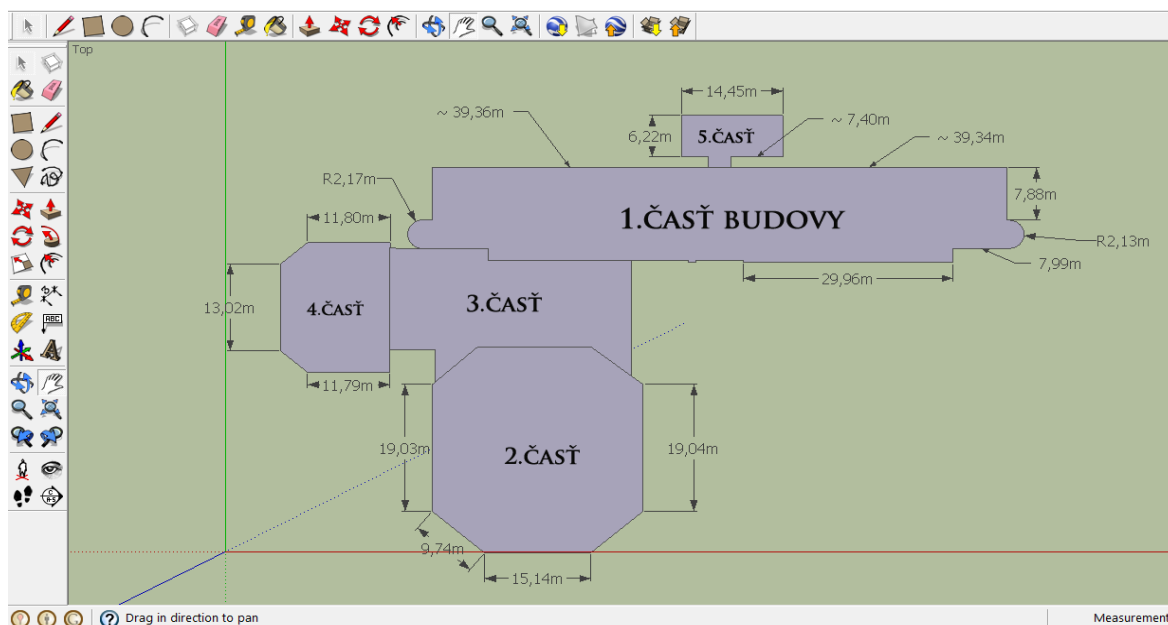 Top
14,45m
~ 39,36m
~ 7,40m
6,22m
5.ČASŤ
~ 39,34m
R2,17m
7,88m
11,80m
1.ČASŤ BUDOVY
R2,13m
7,99m
29,96m
13,02m
4.ČASŤ
3.ČASŤ
11,79m
19,03m
2.ČASŤ
19,04m
9,74m
15,14m
Drag in direction to pan
Measurement